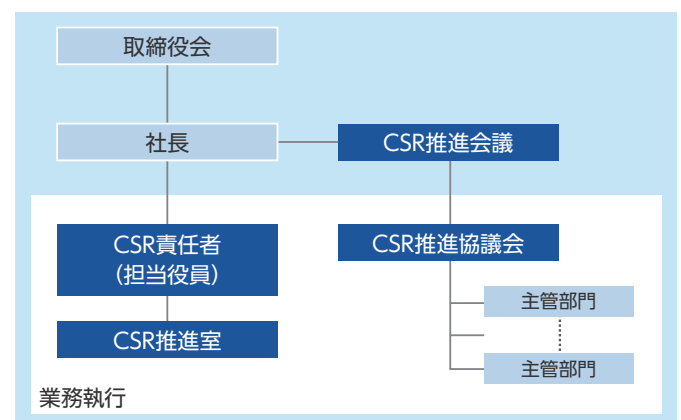 取締役会
社長
CSR推進会議
CSR責任者
（担当役員）
CSR推進協議会
主管部門
CSR推進室
主管部門
業務執行